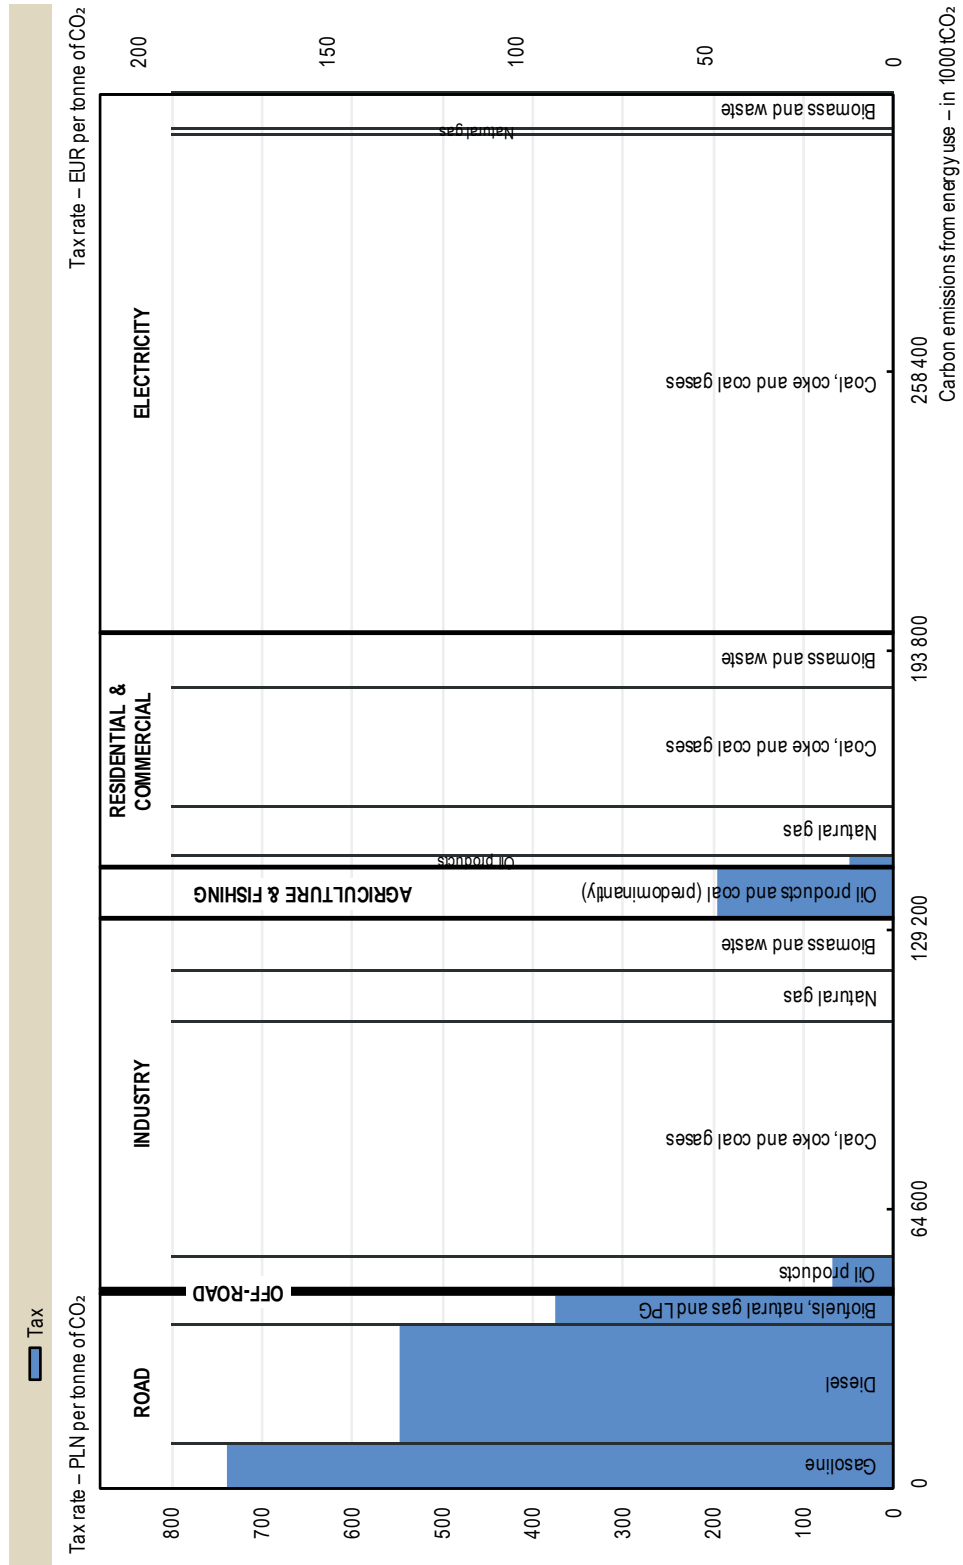 Tax
Tax rate – PLN per tonne of CO₂
Tax rate – EUR per tonne of CO₂
ROAD
OFF-ROAD
INDUSTRY
AGRICULTURE & FISHING
RESIDENTIAL &
COMMERCIAL
ELECTRICITY
800
700
600
500
400
300
200
100
0
200
150
100
50
0
Gasoline
Diesel
Biofuels, natural gas and LPG
Oil products
Coal, coke and coal gases
Natural gas
Biomass and waste
Oil products and coal (predominantly)
Oil products
Natural gas
Coal, coke and coal gases
Biomass and waste
Coal, coke and coal gases
Natural gas
Biomass and waste
0
64 600
129 200
193 800
258 400
Carbon emissions from energy use – in 1000 tCO₂